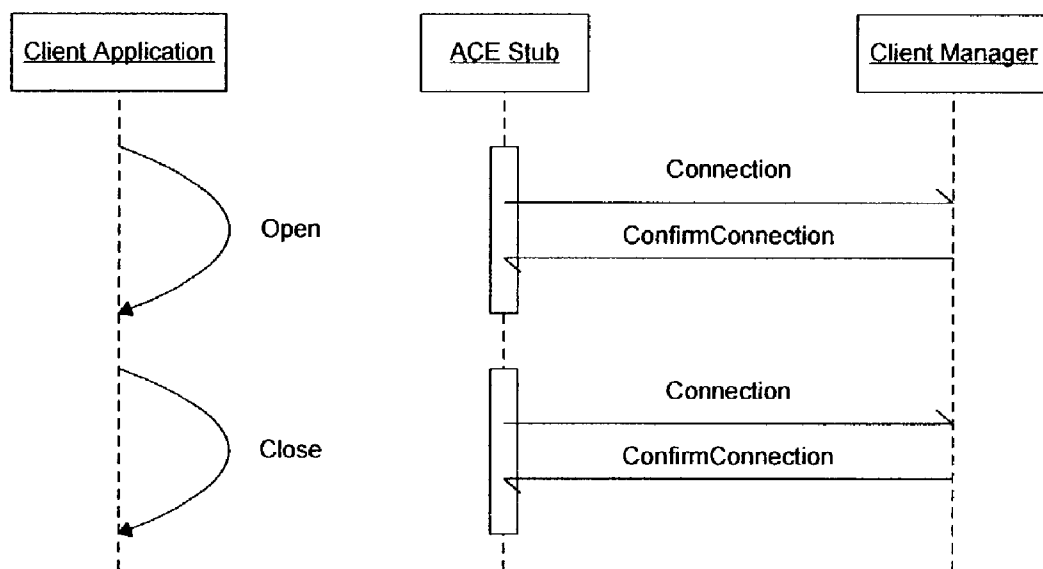 Client Application
ACE Stub
Client Manager
Connection
Open
ConfirmConnection
Connection
Close
ConfirmConnection